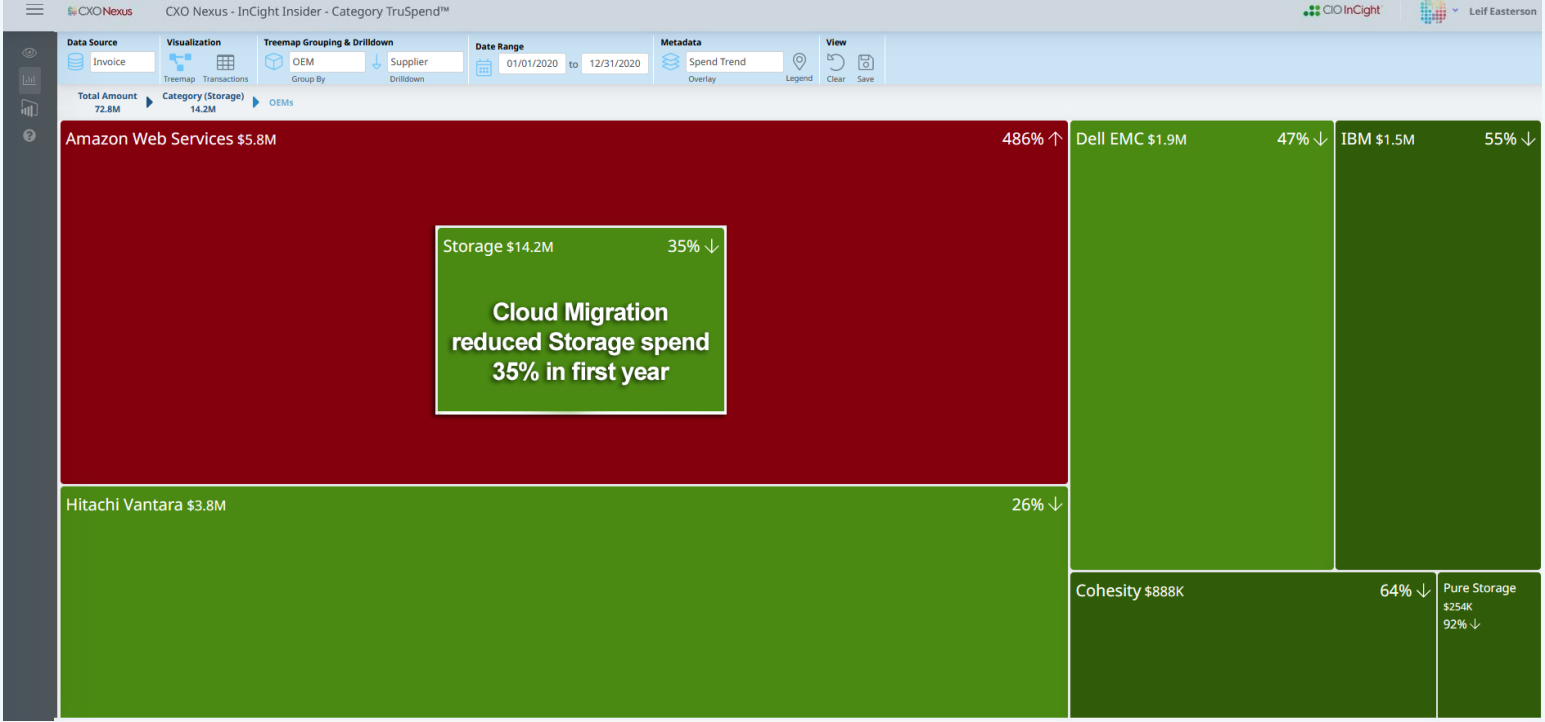 CXO Nexus
CXO Nexus - InCight Insider - Category TruSpend™
CIO InCight
Leif Easterson
Data Source
Invoice
Visualization
Treemap Transactions
Treemap Grouping & Drilldown
OEM
Group By
Supplier
Drilldown
Date Range
01/01/2020 to 12/31/2020
Metadata
Spend Trend
Overlay
Legend
View
Clear Save
Total Amount
72.8M
Category (Storage)
14.2M
OEMs
Amazon Web Services $5.8M 486% ↑
Storage $14.2M 35% ↓
Cloud Migration
reduced Storage spend
35% in first year
Dell EMC $1.9M 47% ↓
IBM $1.5M 55% ↓
Hitachi Vantara $3.8M 26% ↓
Cohesity $888K 64% ↓
Pure Storage
$254K
92% ↓